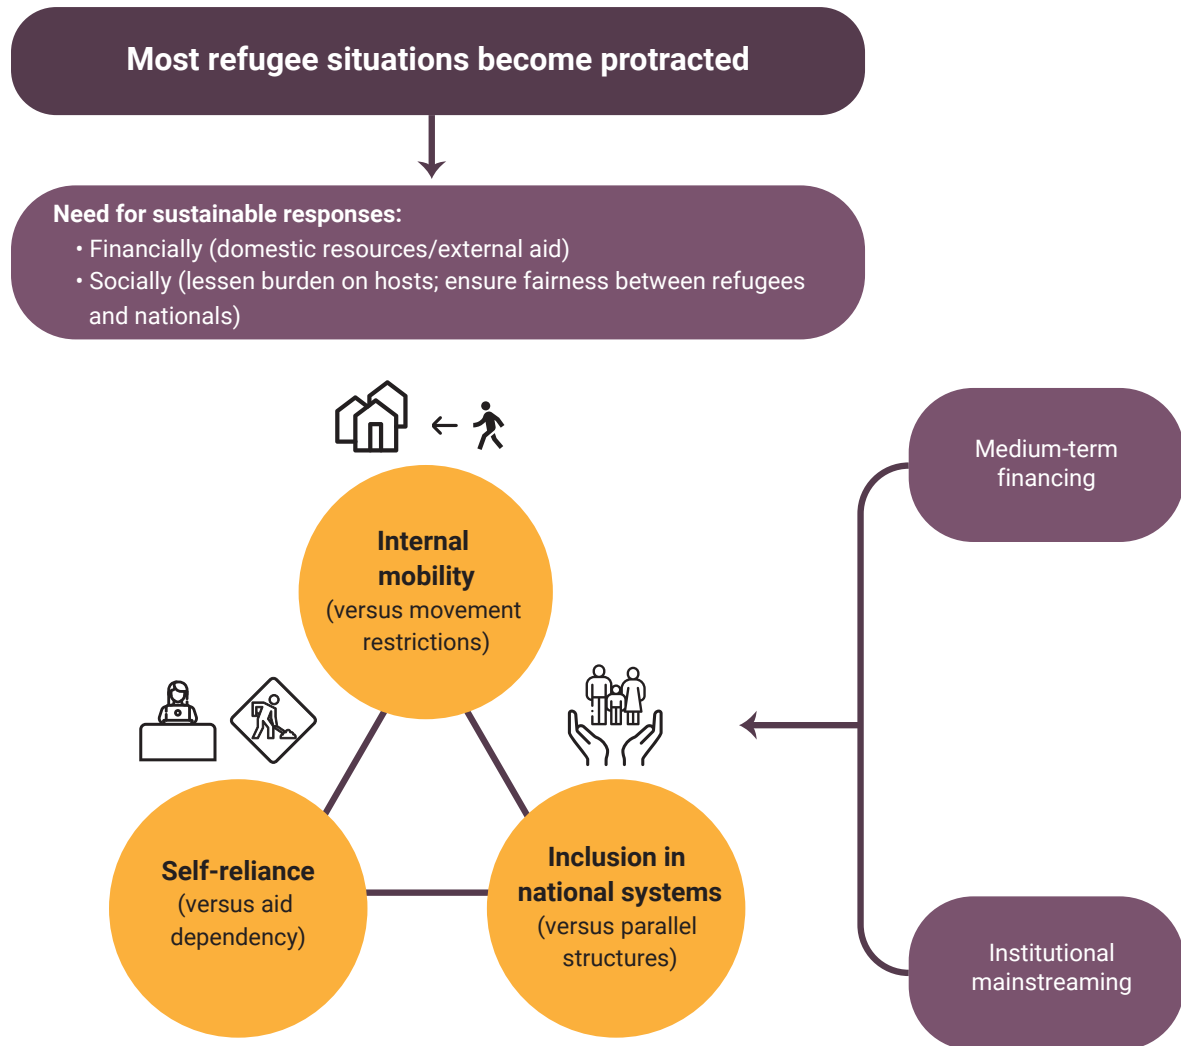 Most refugee situations become protracted
Need for sustainable responses:
• Financially (domestic resources/external aid)
• Socially (lessen burden on hosts; ensure fairness between refugees
and nationals)
Medium-term
financing
Internal
mobility
(versus movement
restrictions)
Self-reliance
(versus aid
dependency)
Inclusion in
national systems
(versus parallel
structures)
Institutional
mainstreaming